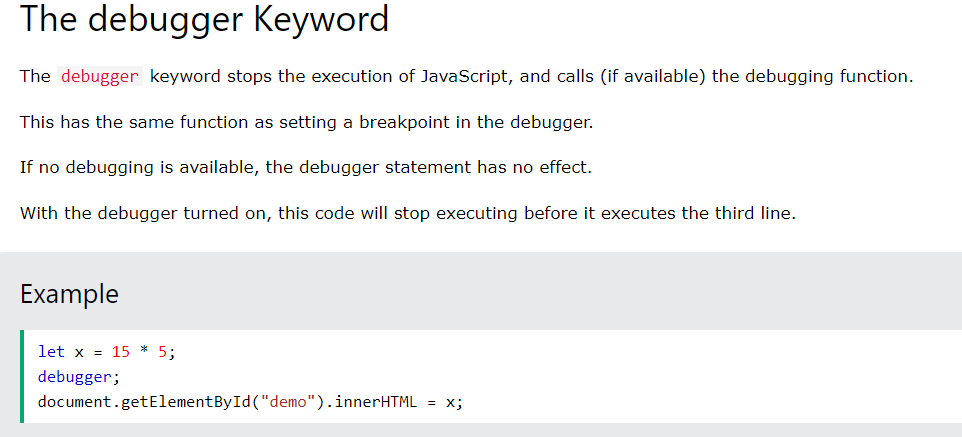 The debugger Keyword
The debugger keyword stops the execution of JavaScript, and calls (if available) the debugging function.
This has the same function as setting a breakpoint in the debugger.
If no debugging is available, the debugger statement has no effect.
With the debugger turned on, this code will stop executing before it executes the third line.
Example
let x = 15 * 5;
debugger;
document.getElementById("demo").innerHTML = x;